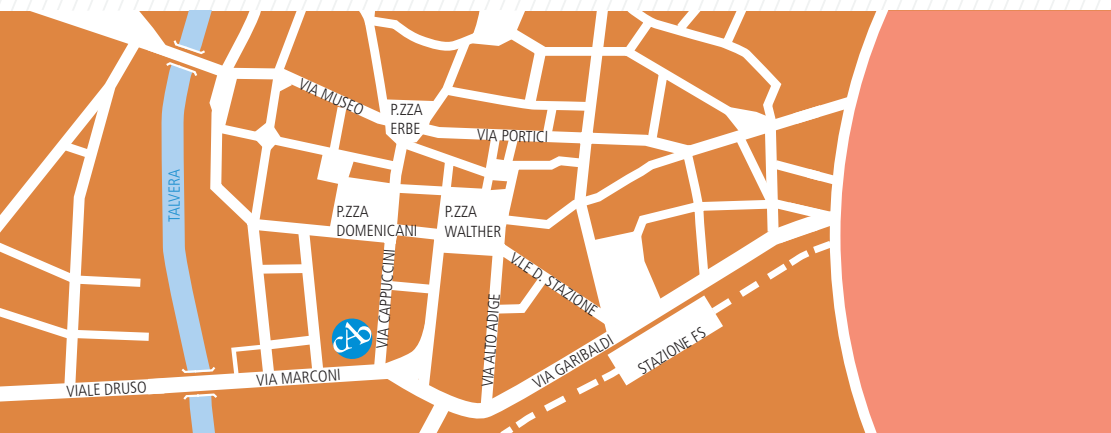 VIA MUSEO
P.ZZA
ERBE
VIA PORTICI
TALVERA
P.ZZA
DOMENICANI
P.ZZA
WALTHER
VIA CAPPUCCINI
V.LE D. STAZIONE
VIA ALTO ADIGE
VIA GARIBALDI
STAZIONE FS
VIA MARCONI
VIALE DRUSO